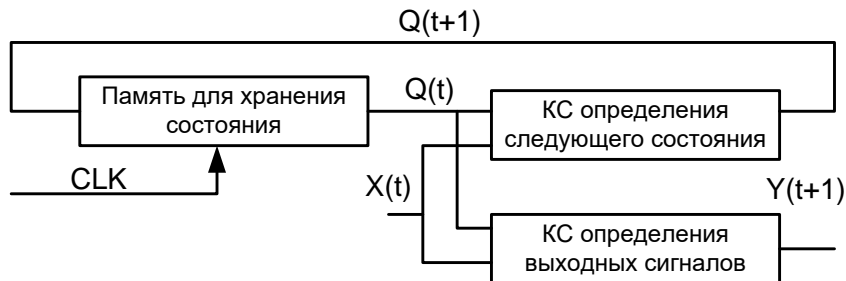 Q(t+1)
Память для хранения
состояния
Q(t)
КС определения
следующего состояния
CLK
X(t)
Y(t+1)
КС определения
выходных сигналов